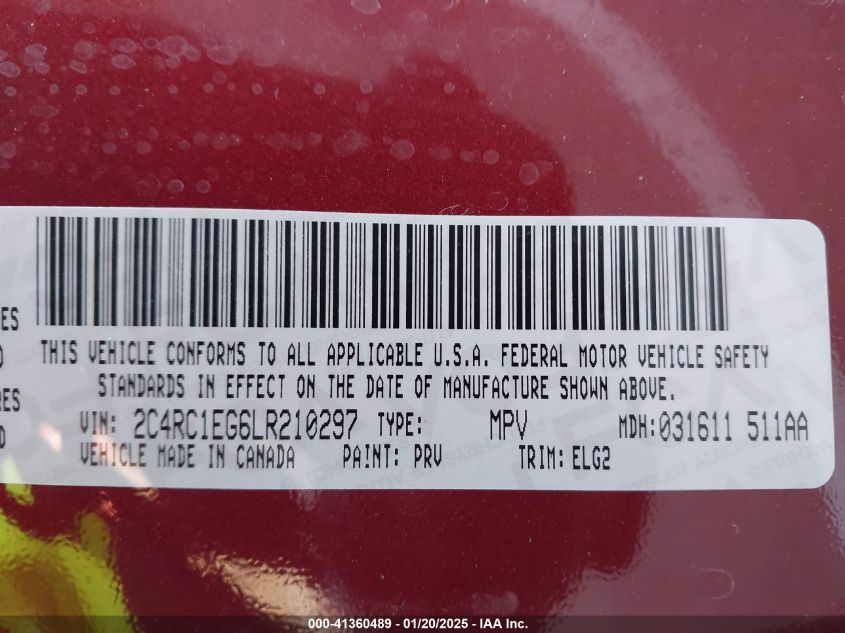 ES
THIS VEHICLE CONFORMS TO ALL APPLICABLE U.S.A. FEDERAL MOTOR VEHICLE SAFETY
STANDARDS IN EFFECT ON THE DATE OF MANUFACTURE SHOWN ABOVE.
RES
VIN: 2C4RC1EG6LR210297 TYPE: MPV MDH:031611 511AA
D
VEHICLE MADE IN CANADA PAINT: PRV TRIM: ELG2
000-41360489 - 01/20/2025 - IAA Inc.